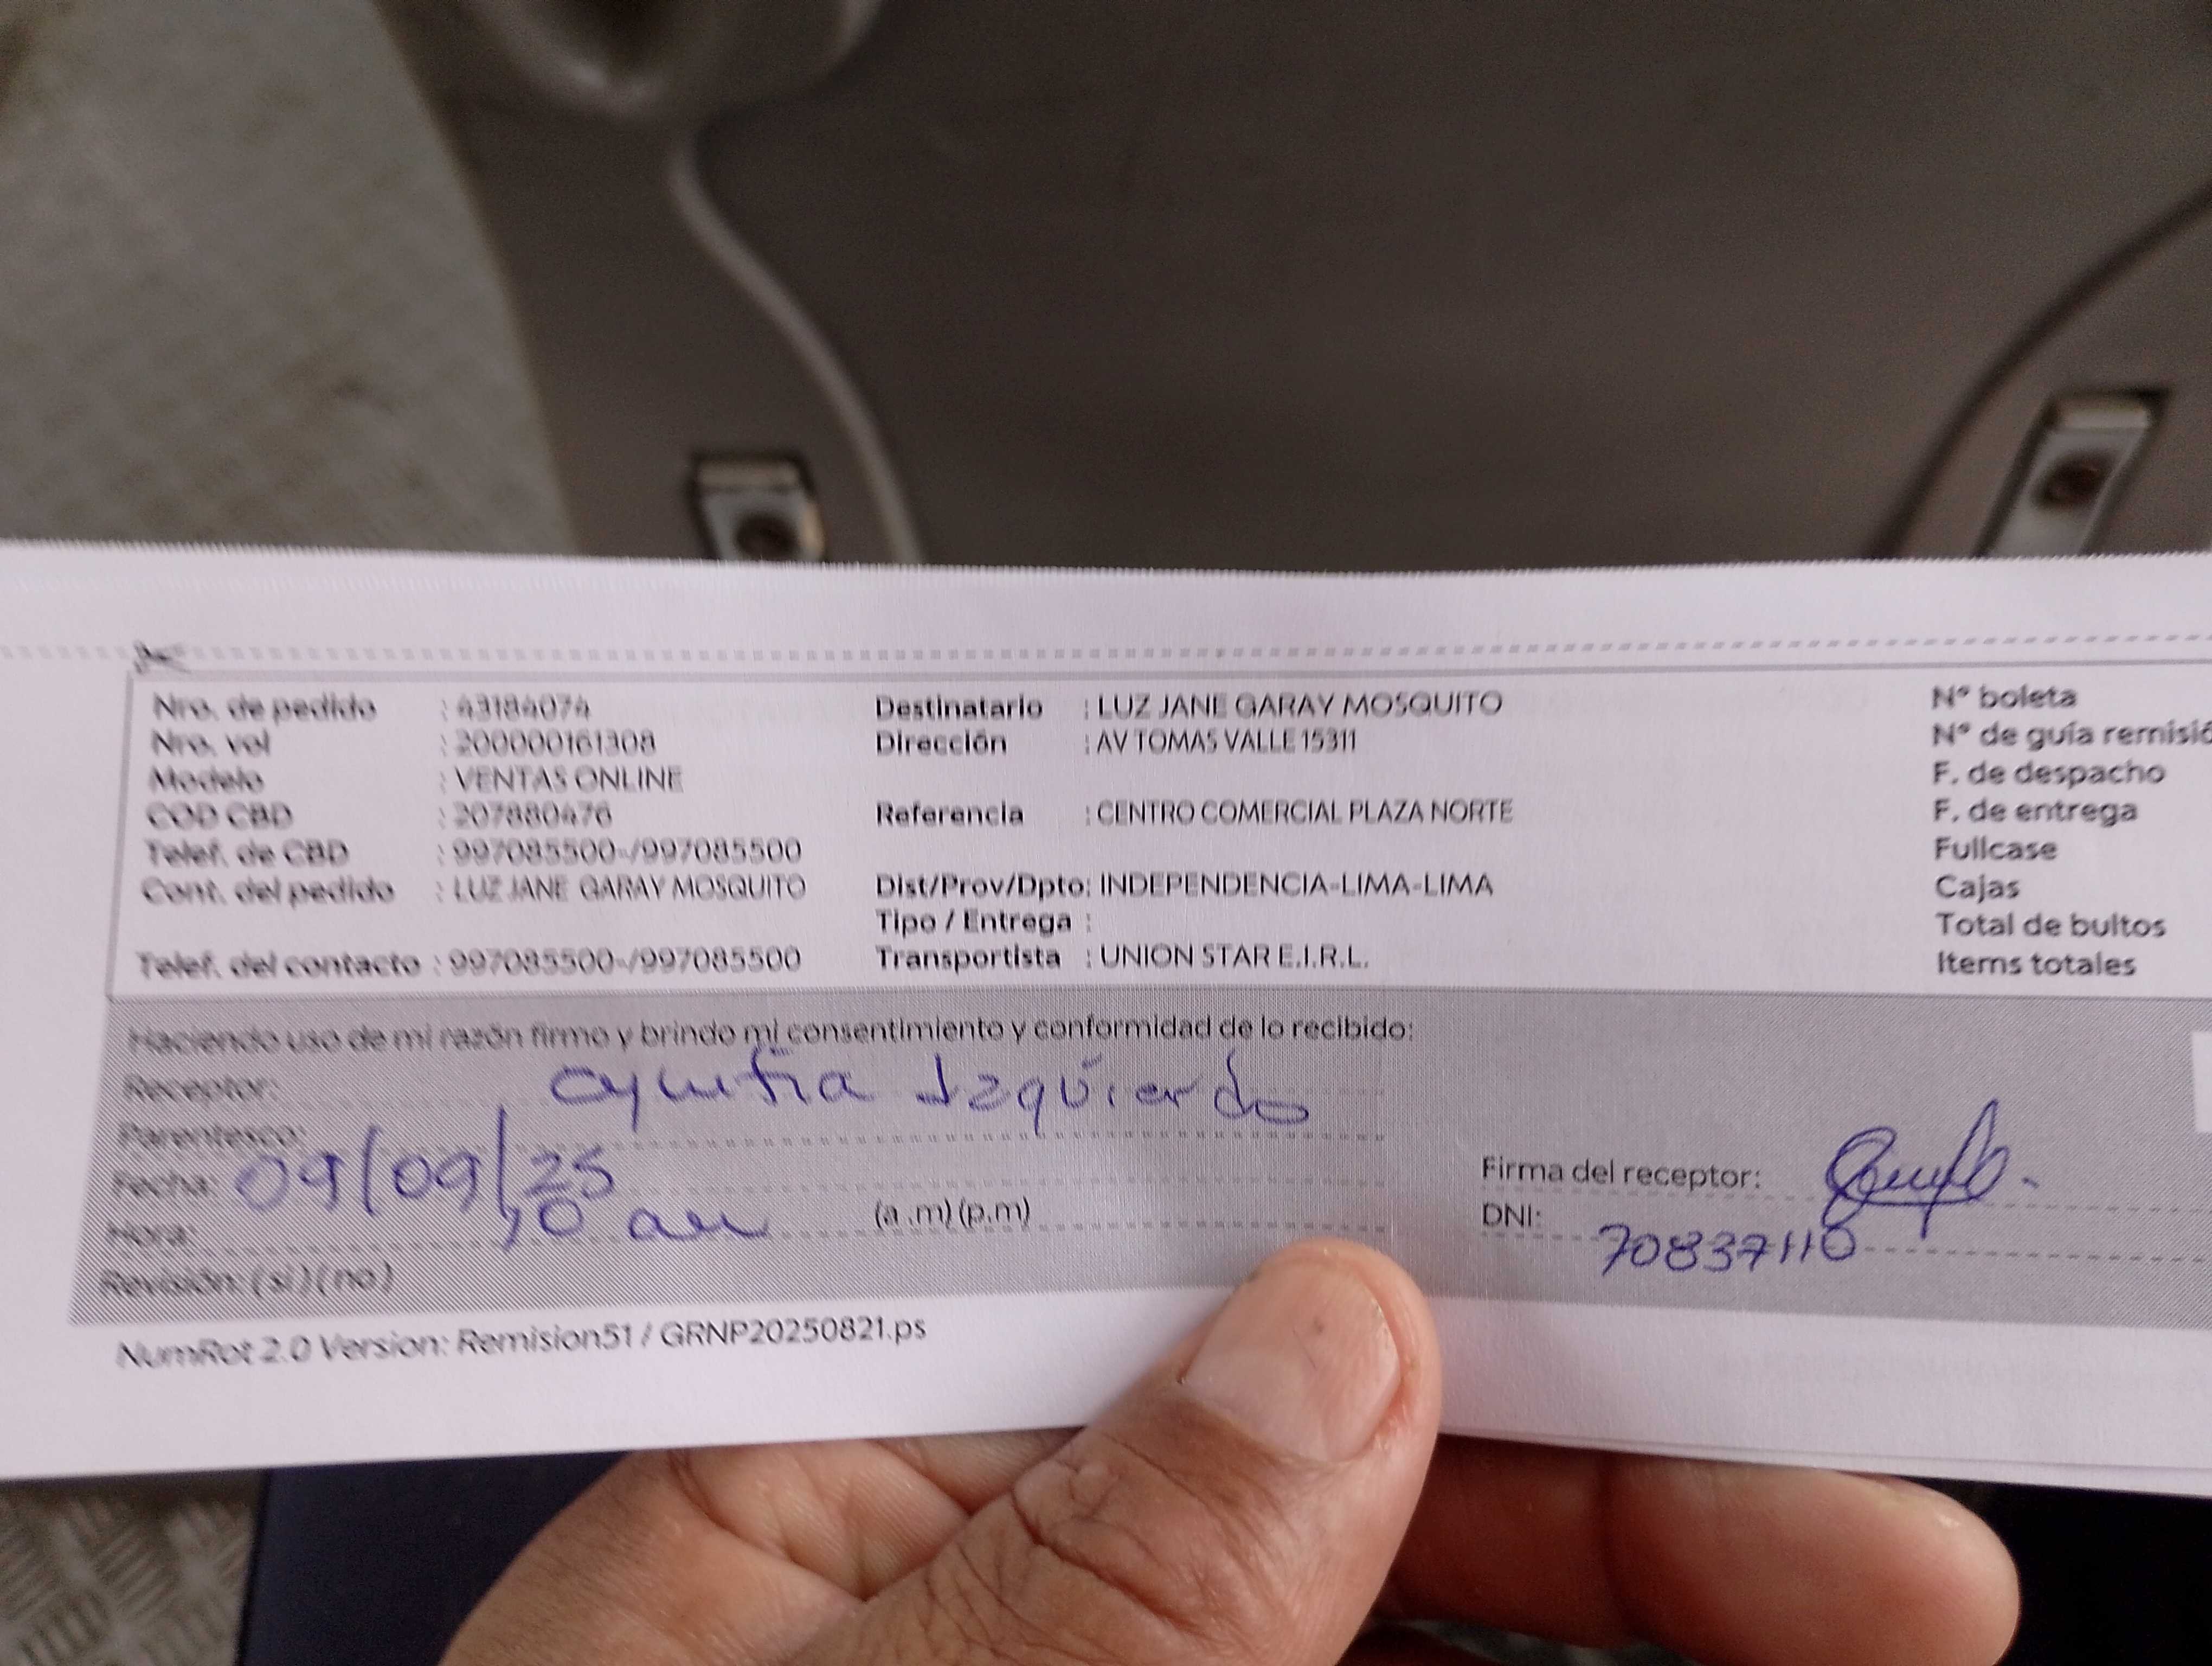 Nro. de pedido : 43184074
Nro. vol : 200000161308
Modelo : VENTAS ONLINE
COD CBD : 207880476
Telef. de CBD : 997085500-/997085500
Cont. del pedido : LUZ JANE GARAY MOSQUITO
Telef. del contacto : 997085500-/997085500
Destinatario : LUZ JANE GARAY MOSQUITO
Dirección : AV TOMAS VALLE 15311
Referencia : CENTRO COMERCIAL PLAZA NORTE
Dist/Prov/Dpto: INDEPENDENCIA-LIMA-LIMA
Tipo / Entrega :
Transportista : UNION STAR E.I.R.L.
N° boleta
N° de guía remisió
F. de despacho
F. de entrega
Fullcase
Cajas
Total de bultos
Items totales
Haciendo uso de mi razón firmo y brindo mi consentimiento y conformidad de lo recibido:
Receptor: Cyntia Izquierdo
Parentesco:
Fecha: 09/09/25
Hora: 10 am (a.m) (p.m)
Revisión: (si) (no)
Firma del receptor:
DNI: 70837110
NumRot 2.0 Version: Remision51 / GRNP20250821.ps